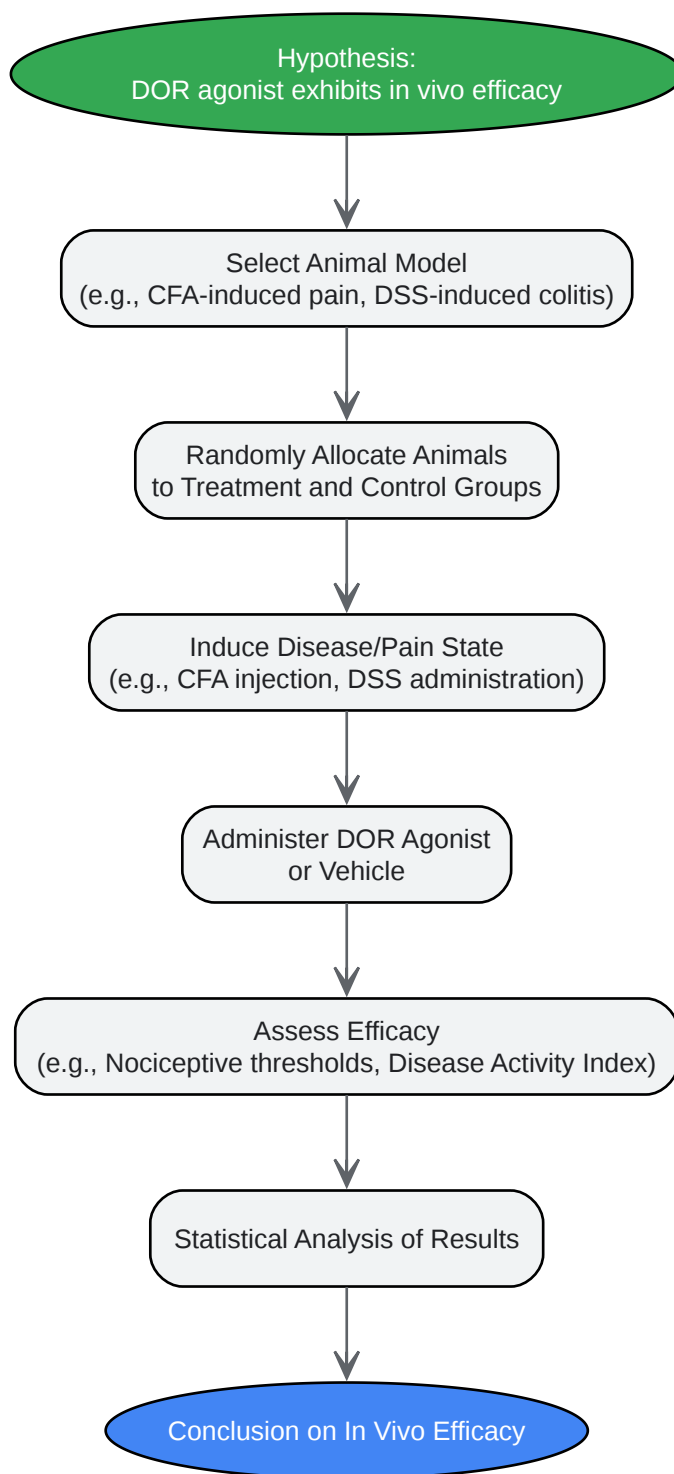 Hypothesis:
DOR agonist exhibits in vivo efficacy
Select Animal Model
(e.g., CFA-induced pain, DSS-induced colitis)
Randomly Allocate Animals
to Treatment and Control Groups
Induce Disease/Pain State
(e.g., CFA injection, DSS administration)
Administer DOR Agonist
or Vehicle
Assess Efficacy
(e.g., Nociceptive thresholds, Disease Activity Index)
Statistical Analysis of Results
Conclusion on In Vivo Efficacy